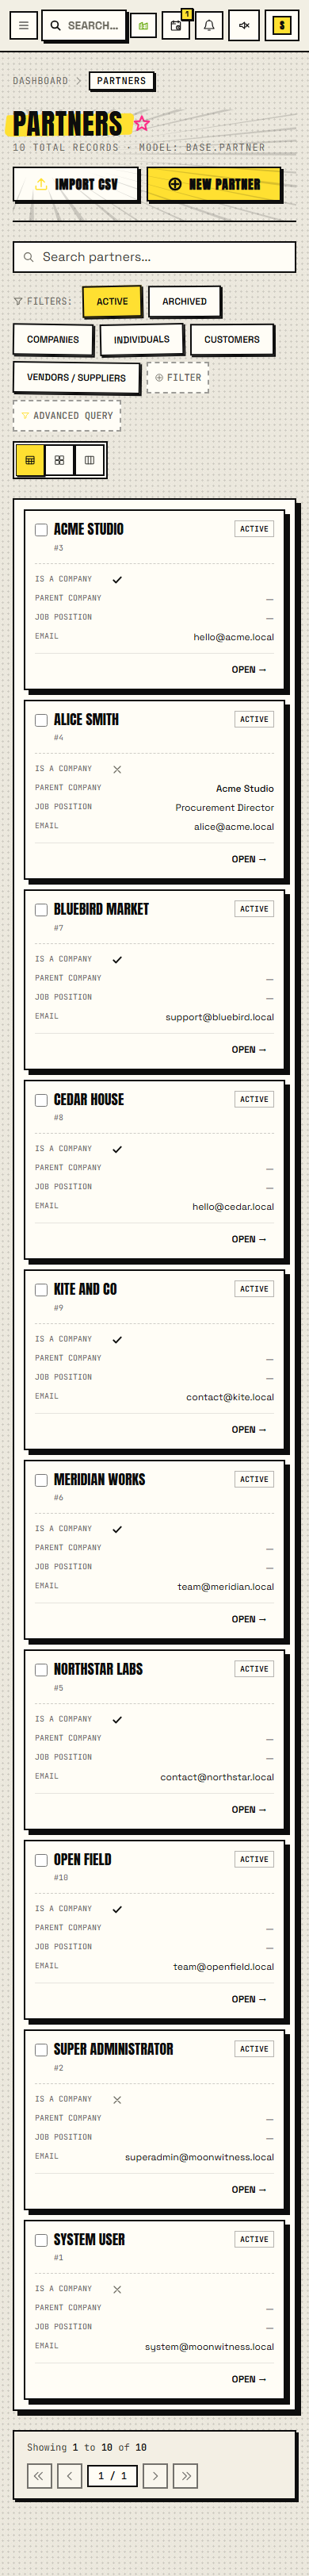 SEARCH...
1
$
DASHBOARD > PARTNERS
PARTNERS
10 TOTAL RECORDS · MODEL: BASE.PARTNER
IMPORT CSV
NEW PARTNER
Search partners...
FILTERS: ACTIVE ARCHIVED
COMPANIES INDIVIDUALS CUSTOMERS
VENDORS / SUPPLIERS FILTER
ADVANCED QUERY
ACME STUDIO ACTIVE
#3
IS A COMPANY ✓
PARENT COMPANY —
JOB POSITION —
EMAIL hello@acme.local
OPEN →
ALICE SMITH ACTIVE
#4
IS A COMPANY ×
PARENT COMPANY Acme Studio
JOB POSITION Procurement Director
EMAIL alice@acme.local
OPEN →
BLUEBIRD MARKET ACTIVE
#7
IS A COMPANY ✓
PARENT COMPANY —
JOB POSITION —
EMAIL support@bluebird.local
OPEN →
CEDAR HOUSE ACTIVE
#8
IS A COMPANY ✓
PARENT COMPANY —
JOB POSITION —
EMAIL hello@cedar.local
OPEN →
KITE AND CO ACTIVE
#9
IS A COMPANY ✓
PARENT COMPANY —
JOB POSITION —
EMAIL contact@kite.local
OPEN →
MERIDIAN WORKS ACTIVE
#6
IS A COMPANY ✓
PARENT COMPANY —
JOB POSITION —
EMAIL team@meridian.local
OPEN →
NORTHSTAR LABS ACTIVE
#5
IS A COMPANY ✓
PARENT COMPANY —
JOB POSITION —
EMAIL contact@northstar.local
OPEN →
OPEN FIELD ACTIVE
#10
IS A COMPANY ✓
PARENT COMPANY —
JOB POSITION —
EMAIL team@openfield.local
OPEN →
SUPER ADMINISTRATOR ACTIVE
#2
IS A COMPANY ×
PARENT COMPANY —
JOB POSITION —
EMAIL superadmin@moonwitness.local
OPEN →
SYSTEM USER ACTIVE
#1
IS A COMPANY ×
PARENT COMPANY —
JOB POSITION —
EMAIL system@moonwitness.local
OPEN →
Showing 1 to 10 of 10
« ‹ 1 / 1 › »